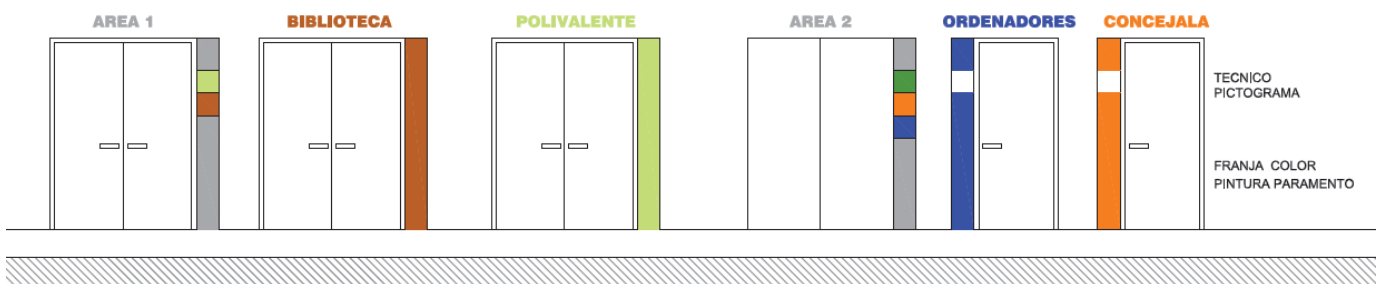 AREA 1
BIBLIOTECA
POLIVALENTE
AREA 2
ORDENADORES
CONCEJALA
TECNICO
PICTOGRAMA
FRANJA COLOR
PINTURA PARAMENTO